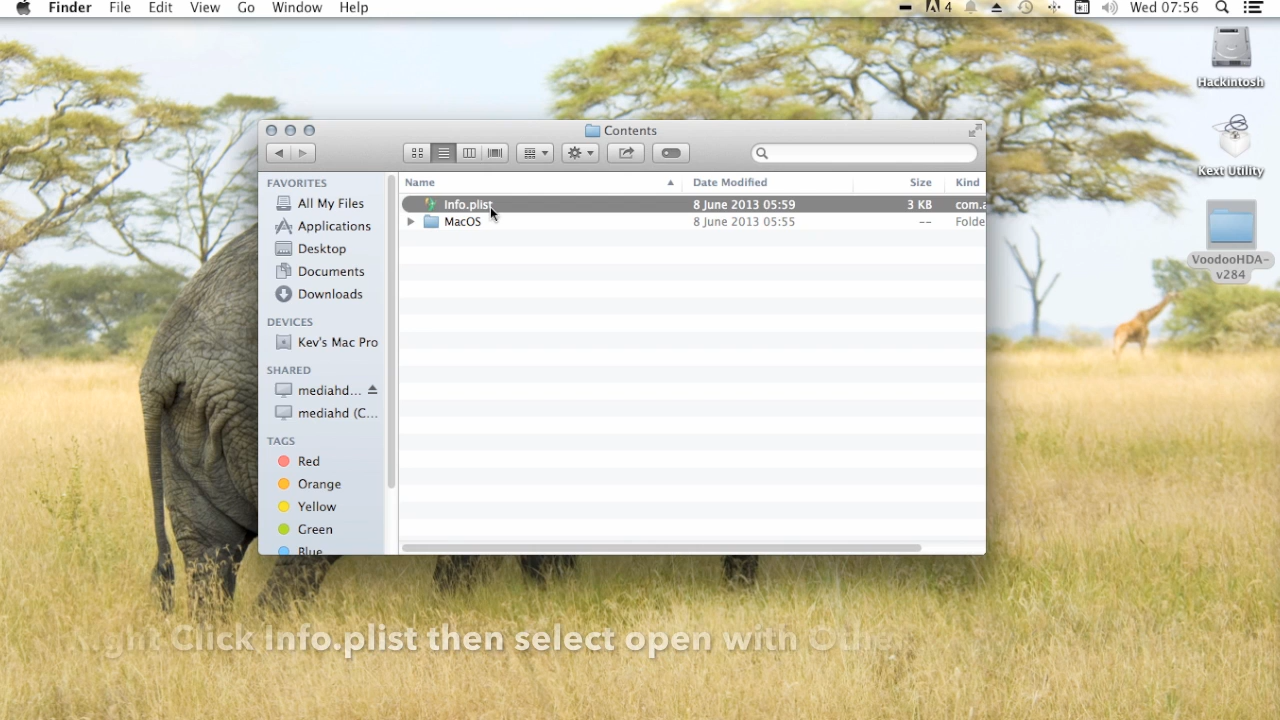 Finder File Edit View Go Window Help 4 Wed 07:56
Hackintosh
Kext Utility
VoodooHDA-
v284
Contents
FAVORITES
All My Files
Applications
Desktop
Documents
Downloads
DEVICES
Kev's Mac Pro
SHARED
mediahd...
mediahd (C...
TAGS
Red
Orange
Yellow
Green
Blue
Name Date Modified Size Kind
Info.plist 8 June 2013 05:59 3 KB com.a
MacOS 8 June 2013 05:55 -- Folde
Click Info.plist then select open with